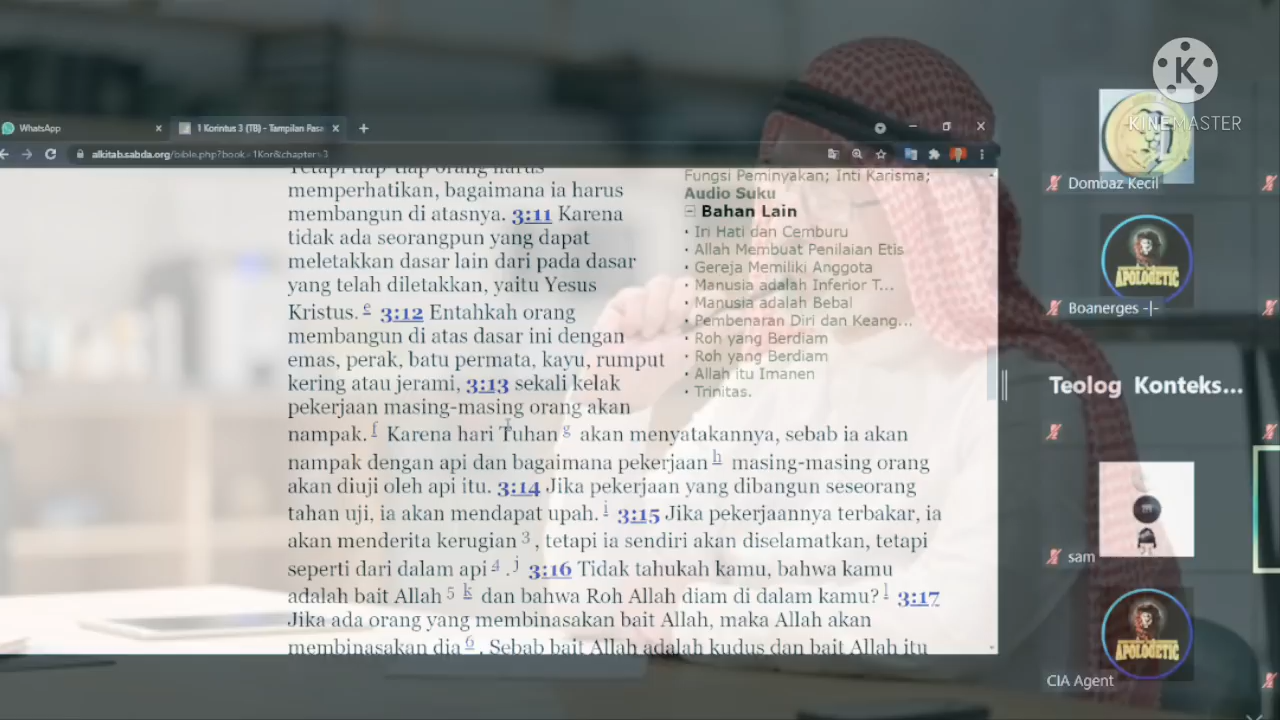 WhatsApp
1 Korintus 3 (TB) - Tampilan Pasa
alkitab.sabda.org/bible.php?book=1Kor&chapter=3
Tetapi tiap-tiap orang harus
memperhatikan, bagaimana ia harus
membangun di atasnya. 3:11 Karena
tidak ada seorangpun yang dapat
meletakkan dasar lain dari pada dasar
yang telah diletakkan, yaitu Yesus
Kristus. e 3:12 Entahkah orang
membangun di atas dasar ini dengan
emas, perak, batu permata, kayu, rumput
kering atau jerami, 3:13 sekali kelak
pekerjaan masing-masing orang akan
nampak. f Karena hari Tuhan g akan menyatakannya, sebab ia akan
nampak dengan api dan bagaimana pekerjaan h masing-masing orang
akan diuji oleh api itu. 3:14 Jika pekerjaan yang dibangun seseorang
tahan uji, ia akan mendapat upah. i 3:15 Jika pekerjaannya terbakar, ia
akan menderita kerugian 3, tetapi ia sendiri akan diselamatkan, tetapi
seperti dari dalam api 4. j 3:16 Tidak tahukah kamu, bahwa kamu
adalah bait Allah 5 k dan bahwa Roh Allah diam di dalam kamu? l 3:17
Jika ada orang yang membinasakan bait Allah, maka Allah akan
membinasakan dia 6. Sebab bait Allah adalah kudus dan bait Allah itu
Fungsi Peminyakan; Inti Karisma;
Audio Suku
Bahan Lain
• Iri Hati dan Cemburu
• Allah Membuat Penilaian Etis
• Gereja Memiliki Anggota
• Manusia adalah Inferior T...
• Manusia adalah Bebal
• Pembenaran Diri dan Keang...
• Roh yang Berdiam
• Roh yang Berdiam
• Allah itu Imanen
• Trinitas.
K
KINEMASTER
Dombaz Kecil
APOLOGETIC
Boanerges -|-
Teolog Konteks...
sam
APOLOGETIC
CIA Agent